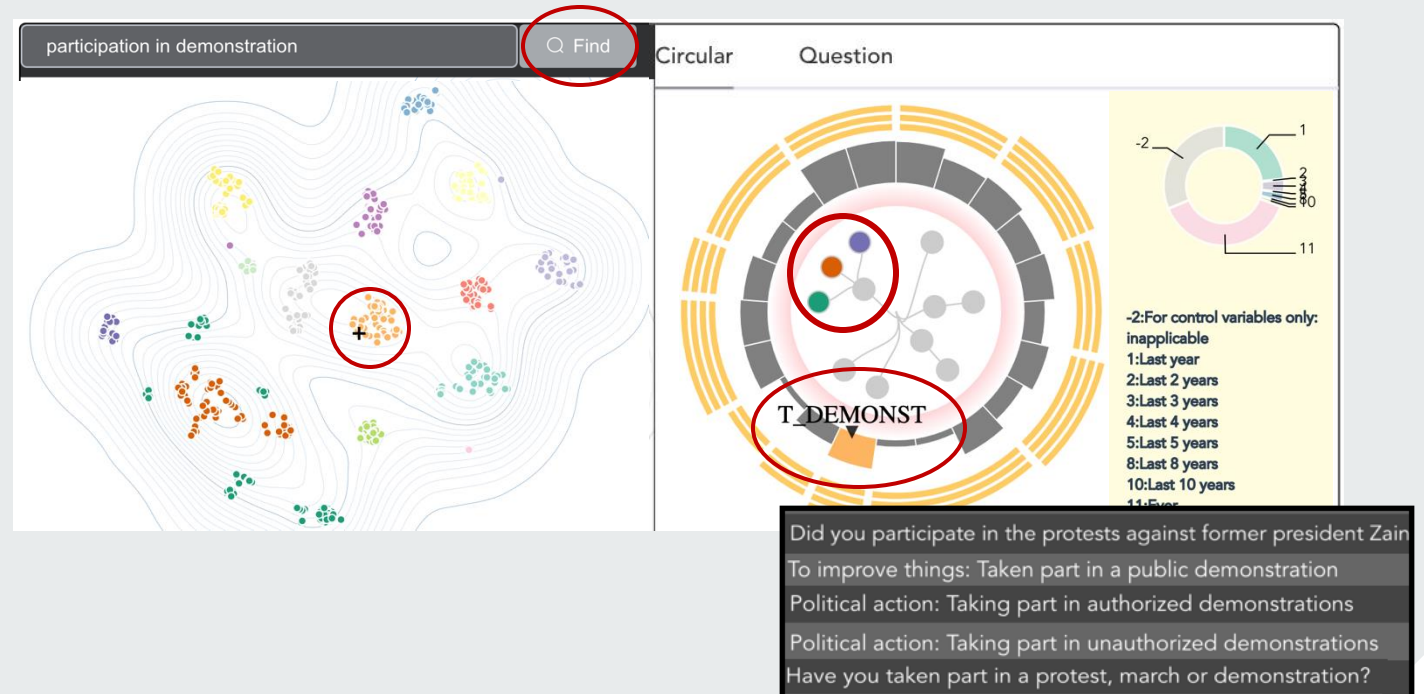 participation in demonstration
Find
Circular
Question
T_DEMONST
-2
1
2
3
10
11
-2:For control variables only:
inapplicable
1:Last year
2:Last 2 years
3:Last 3 years
4:Last 4 years
5:Last 5 years
8:Last 8 years
10:Last 10 years
11:Ever
Did you participate in the protests against former president Zain
To improve things: Taken part in a public demonstration
Political action: Taking part in authorized demonstrations
Political action: Taking part in unauthorized demonstrations
Have you taken part in a protest, march or demonstration?